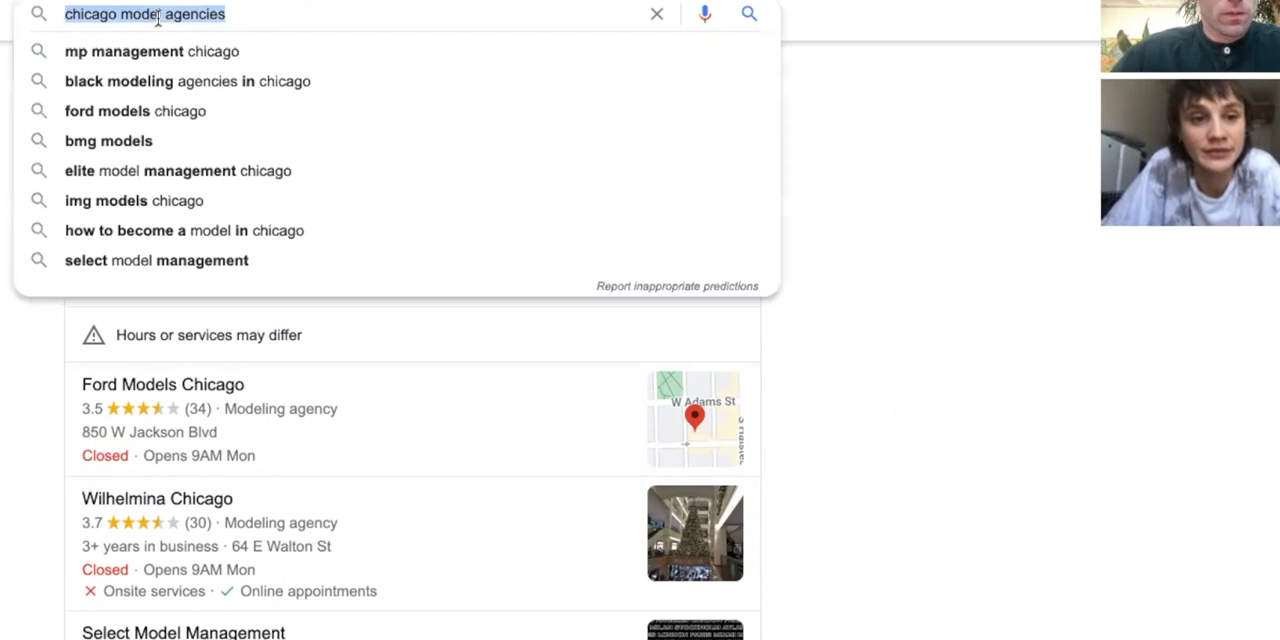 chicago model agencies
mp management chicago
black modeling agencies in chicago
ford models chicago
bmg models
elite model management chicago
img models chicago
how to become a model in chicago
select model management
Report inappropriate predictions
Hours or services may differ
Ford Models Chicago
3.5 (34) · Modeling agency
850 W Jackson Blvd
Closed · Opens 9AM Mon
W Adams St
Wilhelmina Chicago
3.7 (30) · Modeling agency
3+ years in business · 64 E Walton St
Closed · Opens 9AM Mon
Onsite services · Online appointments
Select Model Management